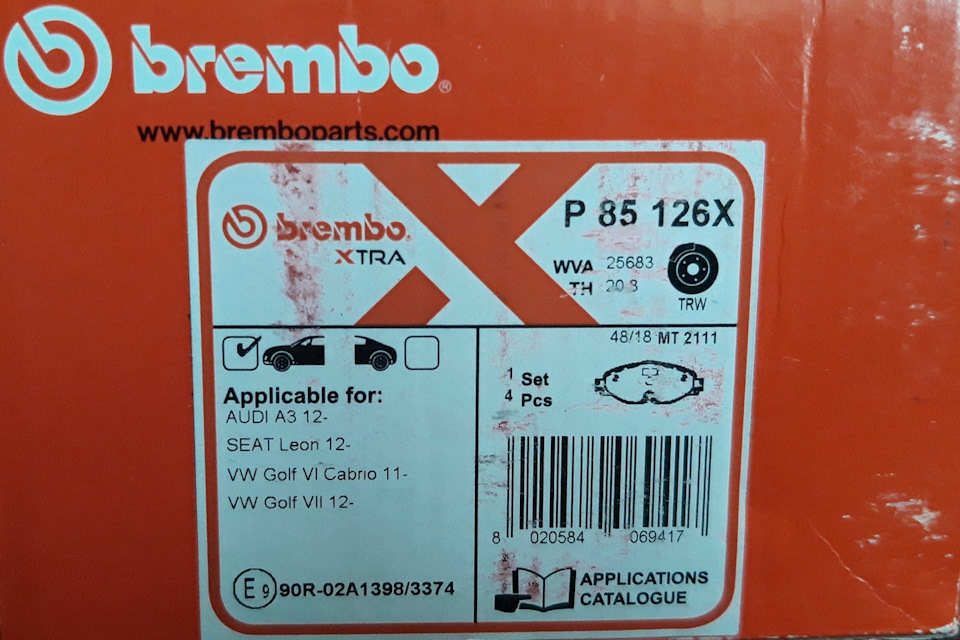 brembo®
www.bremboparts.com
brembo®
XTRA
P 85 126X
WVA 25683
TH 20.3
TRW
48/18 MT 2111
1 Set
4 Pcs
Applicable for:
AUDI A3 12-
SEAT Leon 12-
VW Golf VI Cabrio 11-
VW Golf VII 12-
8 020584 069417
E9 90R-02A1398/3374
APPLICATIONS
CATALOGUE